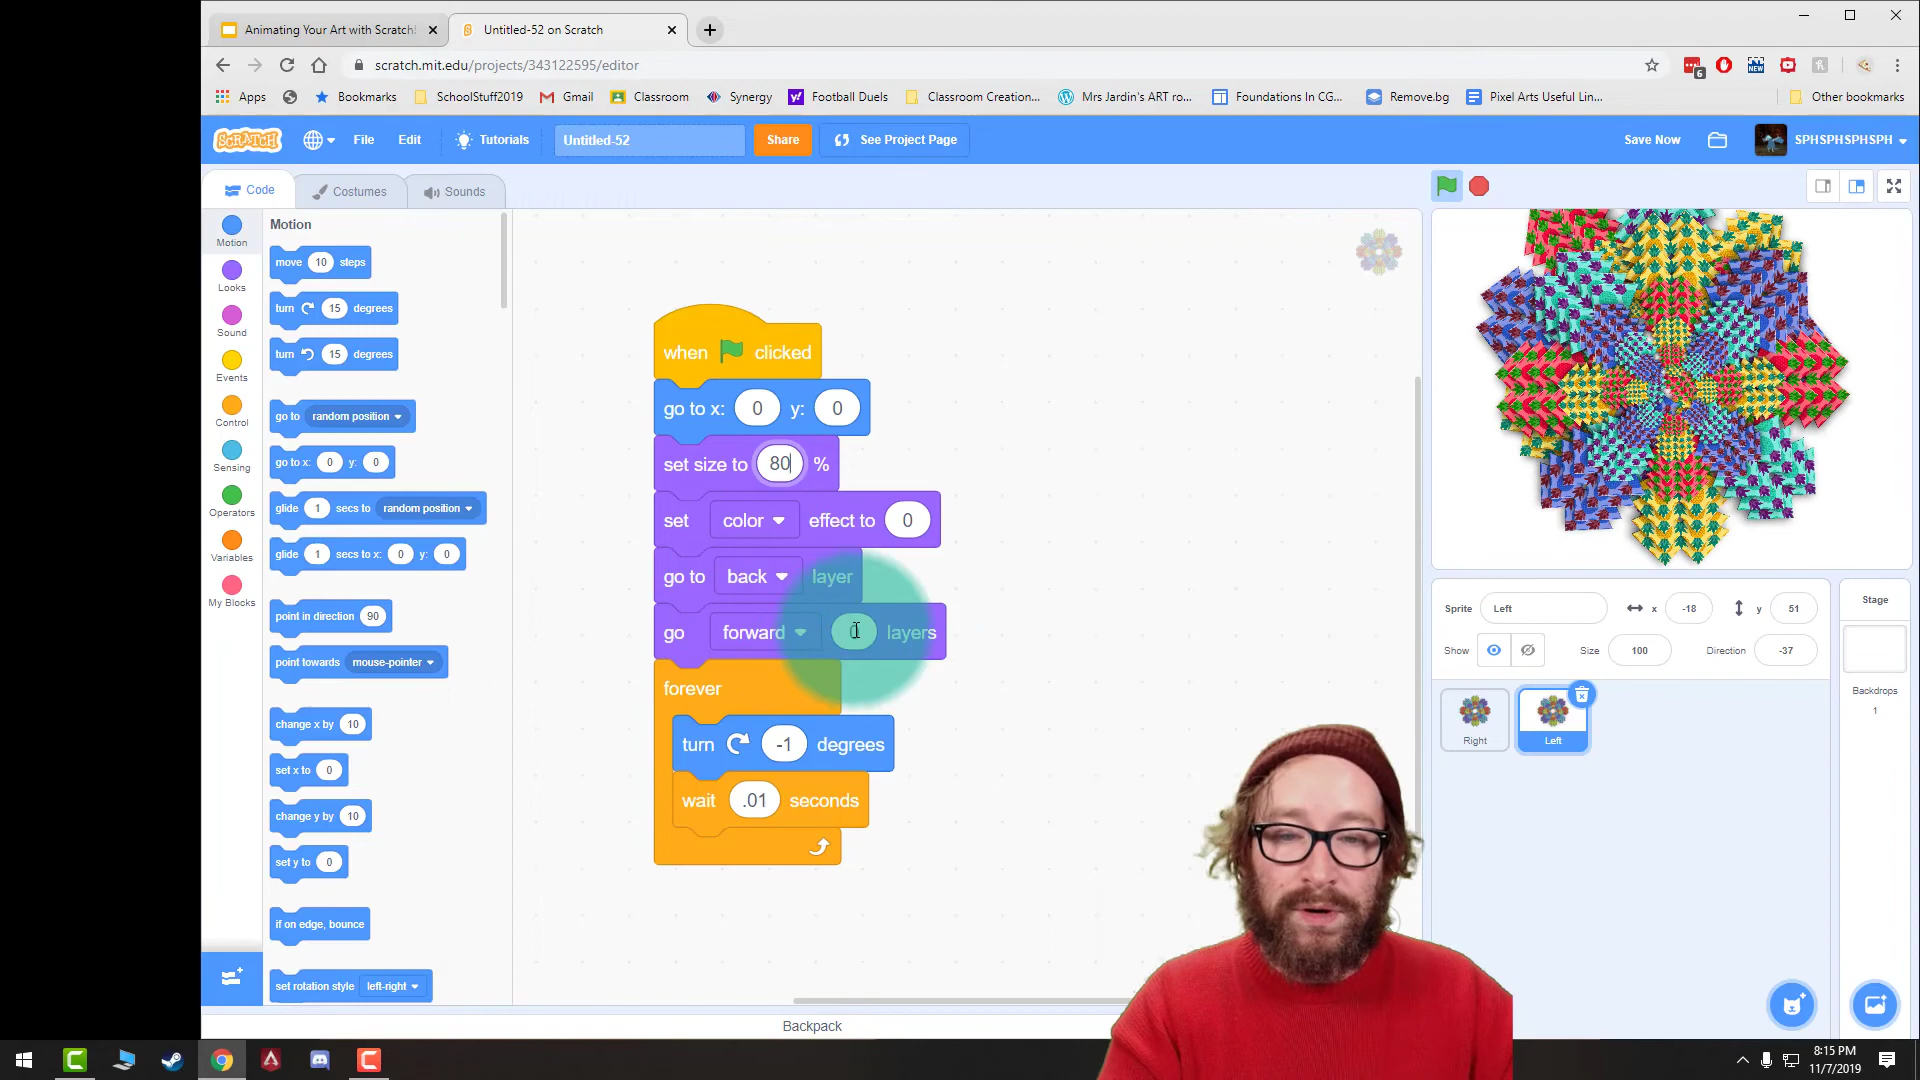 Animating Your Art with Scratch!
Untitled-52 on Scratch
scratch.mit.edu/projects/343122595/editor
6
NEW
Apps
Bookmarks
SchoolStuff2019
Gmail
Classroom
Synergy
Football Duels
Classroom Creation...
Mrs Jardin's ART ro...
Foundations In CG...
Remove.bg
Pixel Arts Useful Lin...
Other bookmarks
SCRATCH
File
Edit
Tutorials
Untitled-52
Share
See Project Page
Save Now
SPHSPHSPHSPH
Code
Costumes
Sounds
Motion
Looks
Sound
Events
Control
Sensing
Operators
Variables
My Blocks
Motion
move 10 steps
turn 15 degrees
turn 15 degrees
go to random position
go to x: 0 y: 0
glide 1 secs to random position
glide 1 secs to x: 0 y: 0
point in direction 90
point towards mouse-pointer
change x by 10
set x to 0
change y by 10
set y to 0
if on edge, bounce
set rotation style left-right
when clicked
go to x: 0 y: 0
set size to 80 %
set color effect to 0
go to back layer
go forward layers
forever
turn -1 degrees
wait .01 seconds
Sprite Left x -18 y 51
Show Size 100 Direction -37
Right
Left
Stage
Backdrops
1
Backpack
8:15 PM
11/7/2019